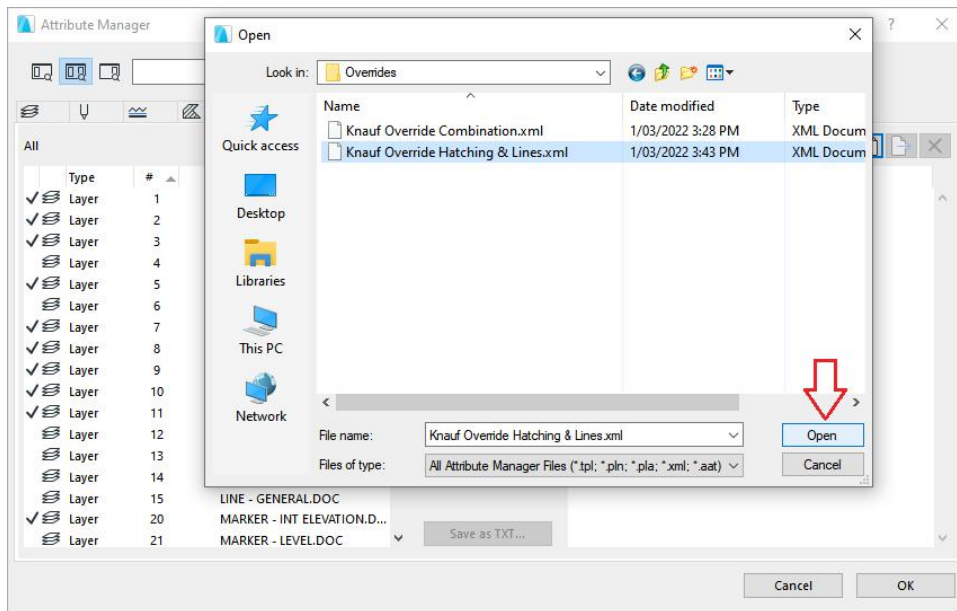 Attribute Manager
?
Open
Look in:
Overrides
Name
Date modified
Type
Knauf Override Combination.xml
1/03/2022 3:28 PM
XML Docum
Knauf Override Hatching & Lines.xml
1/03/2022 3:43 PM
XML Docum
Quick access
Desktop
Libraries
This PC
Network
File name:
Knauf Override Hatching & Lines.xml
Open
Files of type:
All Attribute Manager Files (*.tpl; *.pln; *.pla; *.xml; *.aat)
Cancel
All
Type #
Layer 1
Layer 2
Layer 3
Layer 4
Layer 5
Layer 6
Layer 7
Layer 8
Layer 9
Layer 10
Layer 11
Layer 12
Layer 13
Layer 14
Layer 15 LINE - GENERAL.DOC
Layer 20 MARKER - INT ELEVATION.D...
Layer 21 MARKER - LEVEL.DOC
Save as TXT...
Cancel
OK